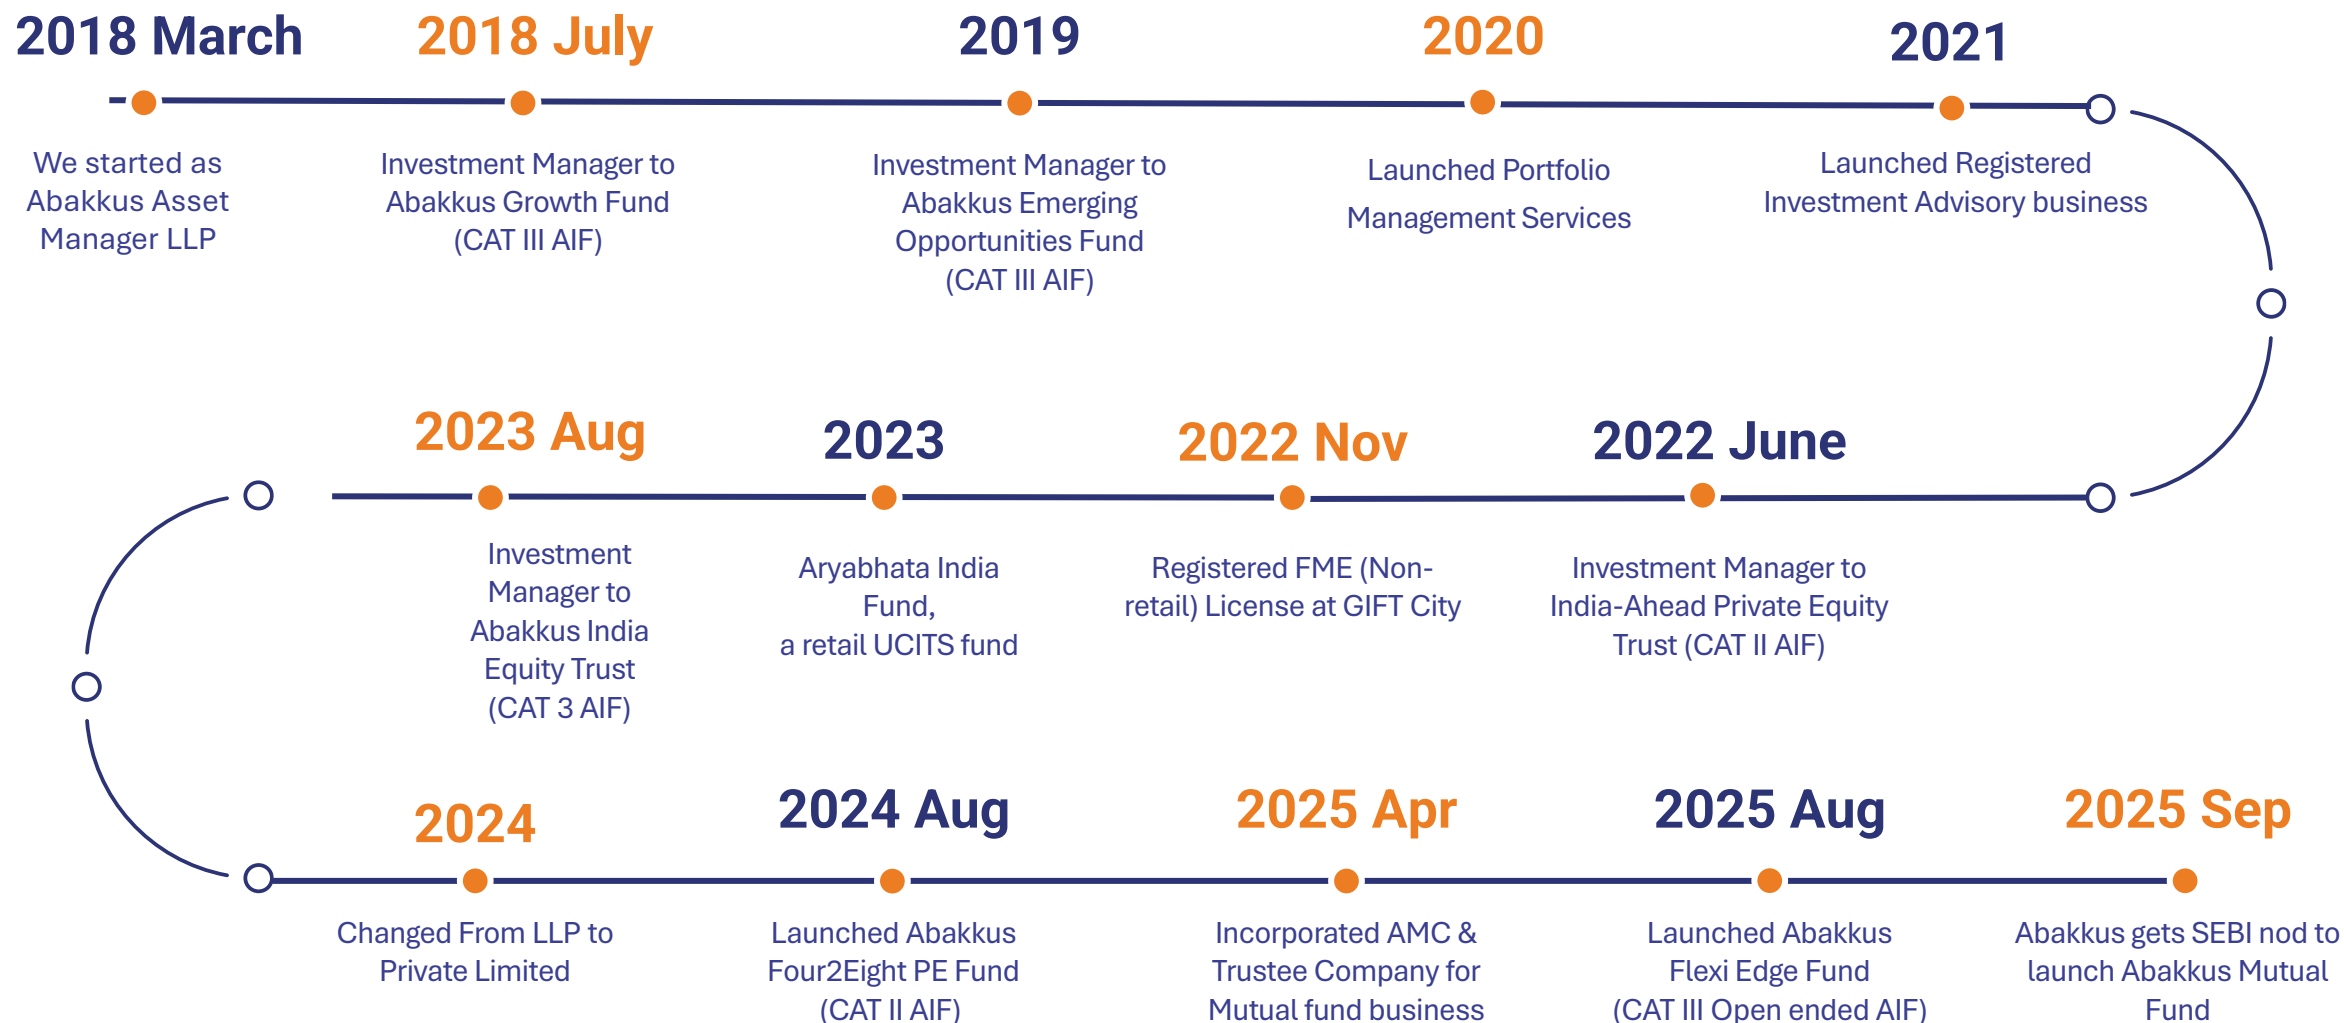 2018 March
We started as
Abakkus Asset
Manager LLP
2018 July
Investment Manager to
Abakkus Growth Fund
(CAT III AIF)
2019
Investment Manager to
Abakkus Emerging
Opportunities Fund
(CAT III AIF)
2020
Launched Portfolio
Management Services
2021
Launched Registered
Investment Advisory business
2023 Aug
Investment
Manager to
Abakkus India
Equity Trust
(CAT 3 AIF)
2023
Aryabhata India
Fund,
a retail UCITS fund
2022 Nov
Registered FME (Non-
retail) License at GIFT City
2022 June
Investment Manager to
India-Ahead Private Equity
Trust (CAT II AIF)
2024
Changed From LLP to
Private Limited
2024 Aug
Launched Abakkus
Four2Eight PE Fund
(CAT II AIF)
2025 Apr
Incorporated AMC &
Trustee Company for
Mutual fund business
2025 Aug
Launched Abakkus
Flexi Edge Fund
(CAT III Open ended AIF)
2025 Sep
Abakkus gets SEBI nod to
launch Abakkus Mutual
Fund